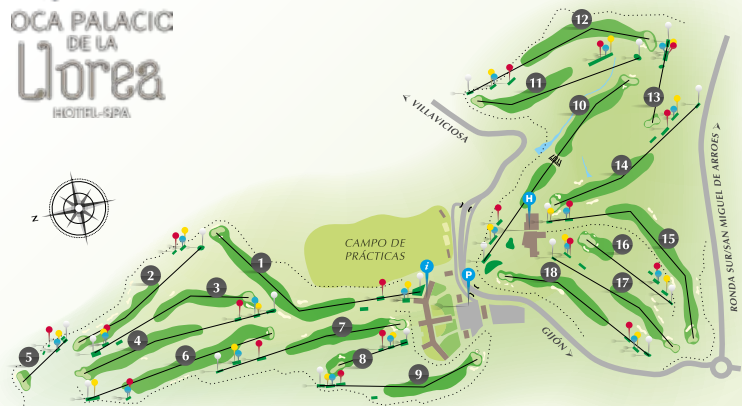 OCA PALACIO
DE LA
Llorea
HOTEL-SPA
VILLAVICIOSA
RONDA SUR/SAN MIGUEL DE ARROES
GIJÓN
CAMPO DE
PRÁCTICAS
N
H
i
P
1
2
3
4
5
6
7
8
9
10
11
12
13
14
15
16
17
18